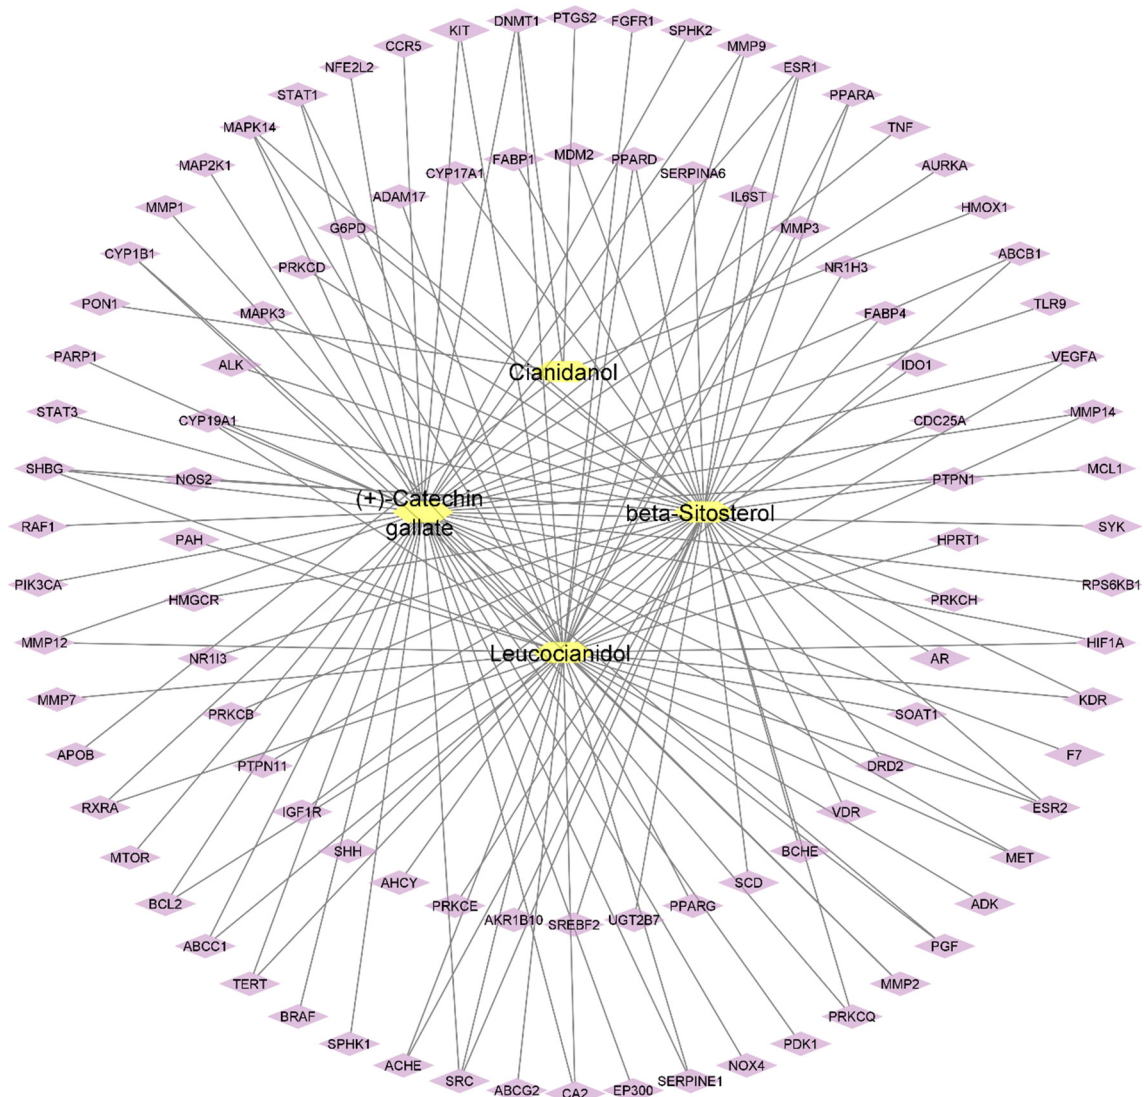 PTGS2
DNMT1
FGFR1
KIT
SPHK2
CCR5
MMP9
NFE2L2
ESR1
STAT1
PPARA
MAPK14
TNF
MDM2
FABP1
PPARD
MAP2K1
AURKA
CYP17A1
SERPINA6
ADAM17
IL6ST
MMP1
HMOX1
G6PD
MMP3
CYP1B1
ABCB1
PRKCD
NR1H3
PON1
TLR9
MAPK3
FABP4
PARP1
VEGFA
ALK
IDO1
Cianidanol
STAT3
MMP14
CYP19A1
CDC25A
SHBG
MCL1
NOS2
PTPN1
(+)-Catechin
gallate
beta-Sitosterol
RAF1
SYK
PAH
HPRT1
PIK3CA
RPS6KB1
HMGCR
PRKCH
MMP12
HIF1A
Leucocianidol
NR1I3
AR
MMP7
KDR
PRKCB
SOAT1
APOB
F7
PTPN11
DRD2
RXRA
ESR2
IGF1R
VDR
MTOR
MET
SHH
BCHE
AHCY
SCD
BCL2
ADK
PRKCE
PPARG
AKR1B10
SREBF2
UGT2B7
ABCC1
PGF
TERT
MMP2
BRAF
PRKCQ
SPHK1
PDK1
ACHE
NOX4
SRC
SERPINE1
ABCG2
EP300
CA2